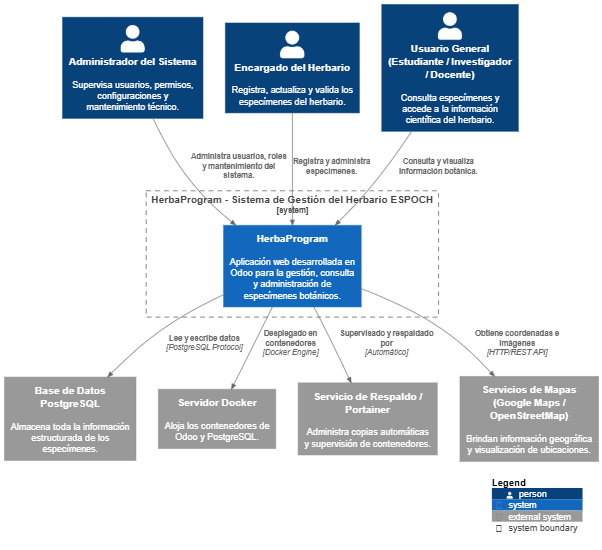 Administrador del Sistema
Supervisa usuarios, permisos,
configuraciones y
mantenimiento técnico.
Encargado del Herbario
Registra, actualiza y valida los
especímenes del herbario.
Usuario General
(Estudiante / Investigador
/ Docente)
Consulta especímenes y
accede a la información
científica del herbario.
Administra usuarios, roles
y mantenimiento del
sistema.
Registra y administra
especímenes.
Consulta y visualiza
información botánica.
HerbaProgram - Sistema de Gestión del Herbario ESPOCH
[system]
HerbaProgram
Aplicación web desarrollada en
Odoo para la gestión, consulta
y administración de
especímenes botánicos.
Lee y escribe datos
[PostgreSQL Protocol]
Desplegado en
contenedores
[Docker Engine]
Supervisado y respaldado
por
[Automático]
Obtiene coordenadas e
imágenes
[HTTP/REST API]
Base de Datos
PostgreSQL
Almacena toda la información
estructurada de los
especímenes.
Servidor Docker
Aloja los contenedores de
Odoo y PostgreSQL.
Servicio de Respaldo /
Portainer
Administra copias automáticas
y supervisión de contenedores.
Servicios de Mapas
(Google Maps /
OpenStreetMap)
Brindan información geográfica
y visualización de ubicaciones.
Legend
person
system
external system
system boundary